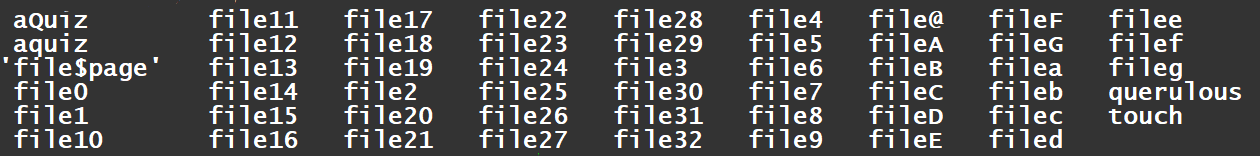 aQuiz file11 file17 file22 file28 file4 file@ fileF filee
aquiz file12 file18 file23 file29 file5 fileA fileG filef
'file$page' file13 file19 file24 file3 file6 fileB filea fileg
file0 file14 file2 file25 file30 file7 fileC fileb querulous
file1 file15 file20 file26 file31 file8 fileD filec touch
file10 file16 file21 file27 file32 file9 fileE filed